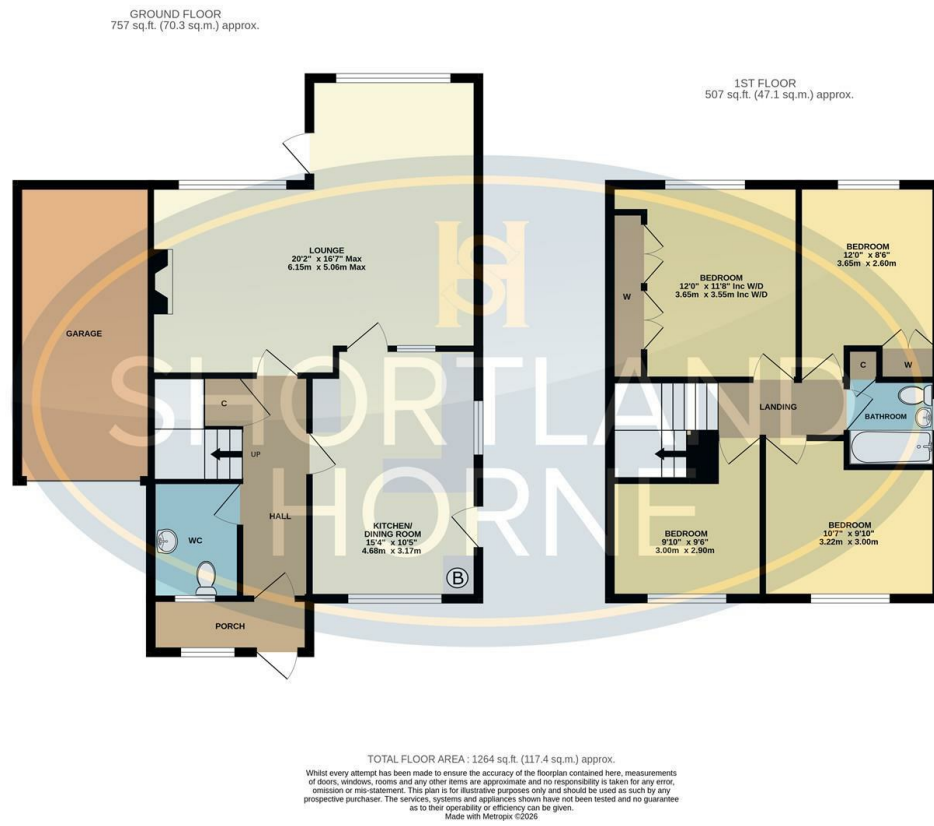 GROUND FLOOR
757 sq.ft. (70.3 sq.m.) approx.
1ST FLOOR
507 sq.ft. (47.1 sq.m.) approx.
LOUNGE
20'2" x 16'7" Max
6.15m x 5.06m Max
GARAGE
C
UP
HALL
WC
KITCHEN/
DINING ROOM
15'4" x 10'5"
4.68m x 3.17m
B
PORCH
W
BEDROOM
12'0" x 11'8" Inc W/D
3.65m x 3.55m Inc W/D
BEDROOM
12'0" x 8'6"
3.65m x 2.60m
C
W
LANDING
BATHROOM
BEDROOM
9'10" x 9'6"
3.00m x 2.90m
BEDROOM
10'7" x 9'10"
3.22m x 3.00m
SH
SHORTLAND
HORNE
TOTAL FLOOR AREA : 1264 sq.ft. (117.4 sq.m.) approx.
Whilst every attempt has been made to ensure the accuracy of the floorplan contained here, measurements
of doors, windows, rooms and any other items are approximate and no responsibility is taken for any error,
omission or mis-statement. This plan is for illustrative purposes only and should be used as such by any
prospective purchaser. The services, systems and appliances shown have not been tested and no guarantee
as to their operability or efficiency can be given.
Made with Metropix ©2026